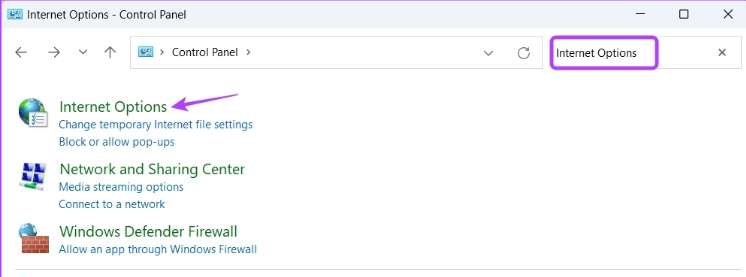 Internet Options - Control Panel
Control Panel
Internet Options
Internet Options
Change temporary Internet file settings
Block or allow pop-ups
Network and Sharing Center
Media streaming options
Connect to a network
Windows Defender Firewall
Allow an app through Windows Firewall